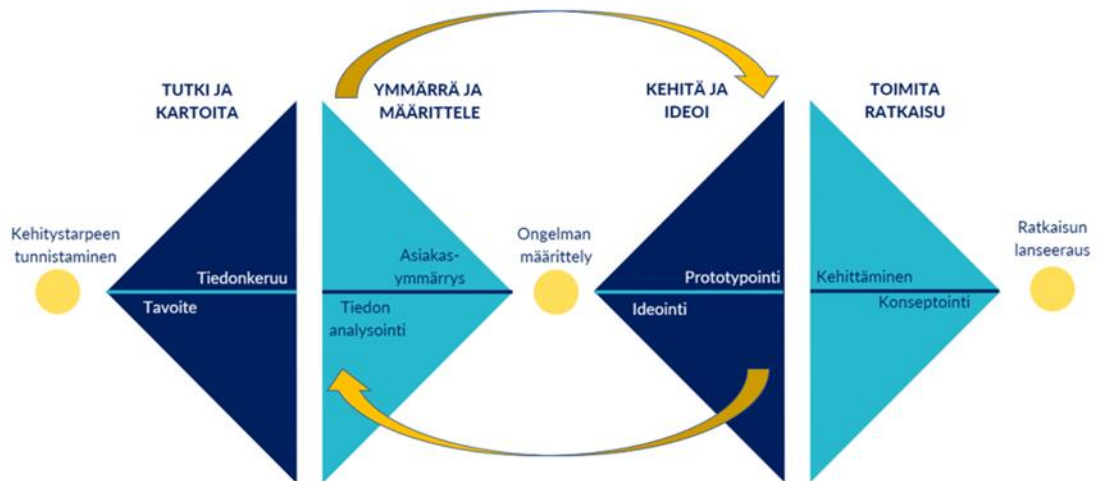 TUTKI JA
KARTOITA
YMMÄRRÄ JA
MÄÄRITTELE
KEHITÄ JA
IDEOI
TOIMITA
RATKAISU
Kehitystarpeen
tunnistaminen
Tiedonkeruu
Tavoite
Asiakas-
ymmärrys
Tiedon
analysointi
Ongelman
määrittely
Prototypointi
Ideointi
Kehittäminen
Konseptointi
Ratkaisun
lanseeraus